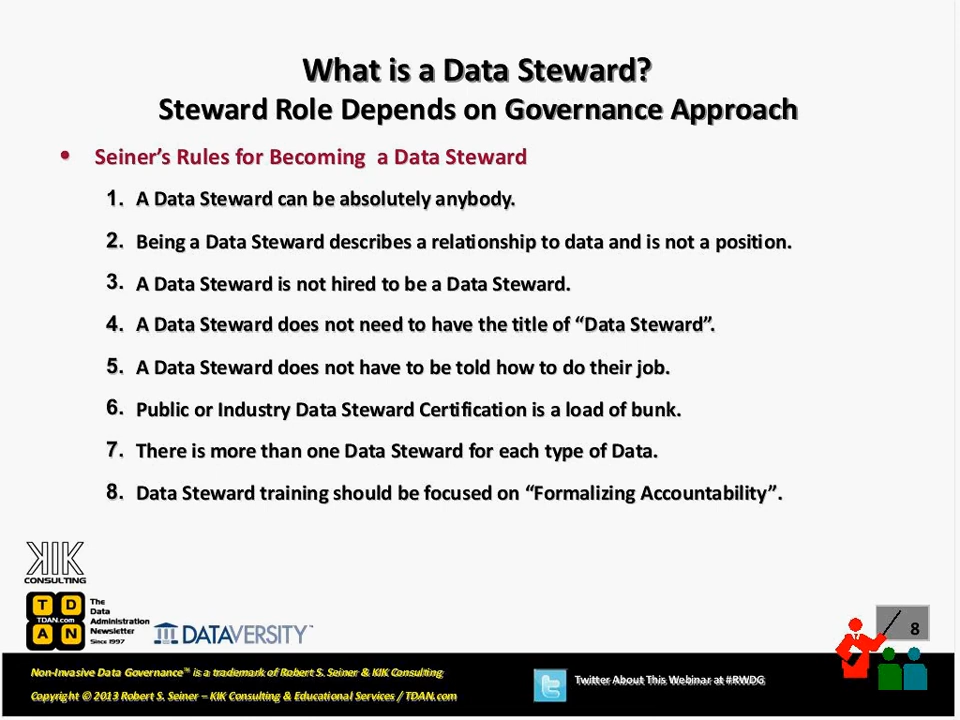 What is a Data Steward?
Steward Role Depends on Governance Approach
• Seiner’s Rules for Becoming a Data Steward
1. A Data Steward can be absolutely anybody.
2. Being a Data Steward describes a relationship to data and is not a position.
3. A Data Steward is not hired to be a Data Steward.
4. A Data Steward does not need to have the title of “Data Steward”.
5. A Data Steward does not have to be told how to do their job.
6. Public or Industry Data Steward Certification is a load of bunk.
7. There is more than one Data Steward for each type of Data.
8. Data Steward training should be focused on “Formalizing Accountability”.
KIK
CONSULTING
T D
TDAN.com
A N
The
Data
Administration
Newsletter
Since 1997
DATAVERSITY™
8
Non-Invasive Data Governance™ is a trademark of Robert S. Seiner & KIK Consulting
Copyright © 2013 Robert S. Seiner – KIK Consulting & Educational Services / TDAN.com
Twitter About This Webinar at #RWDG